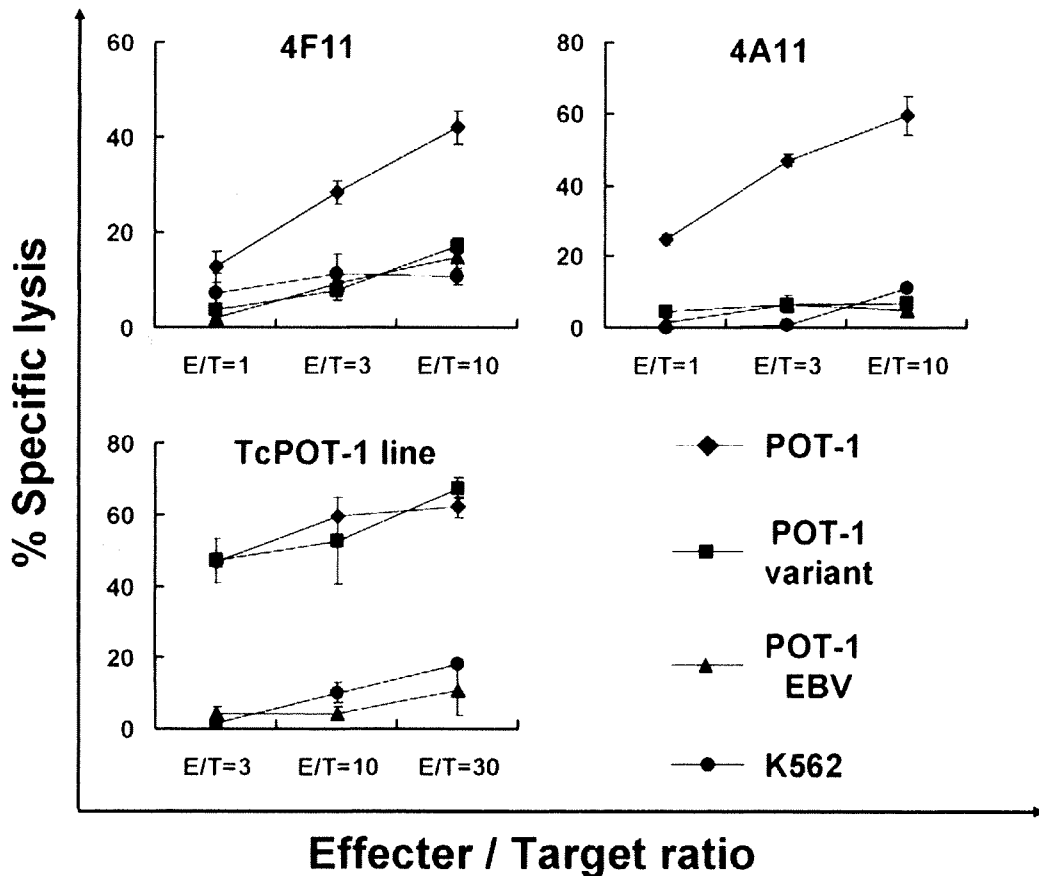 % Specific lysis
4F11
60
40
20
0
E/T=1 E/T=3 E/T=10
4A11
80
60
40
20
0
E/T=1 E/T=3 E/T=10
TcPOT-1 line
80
60
40
20
0
E/T=3 E/T=10 E/T=30
POT-1
POT-1
variant
POT-1
EBV
K562
Effecter / Target ratio